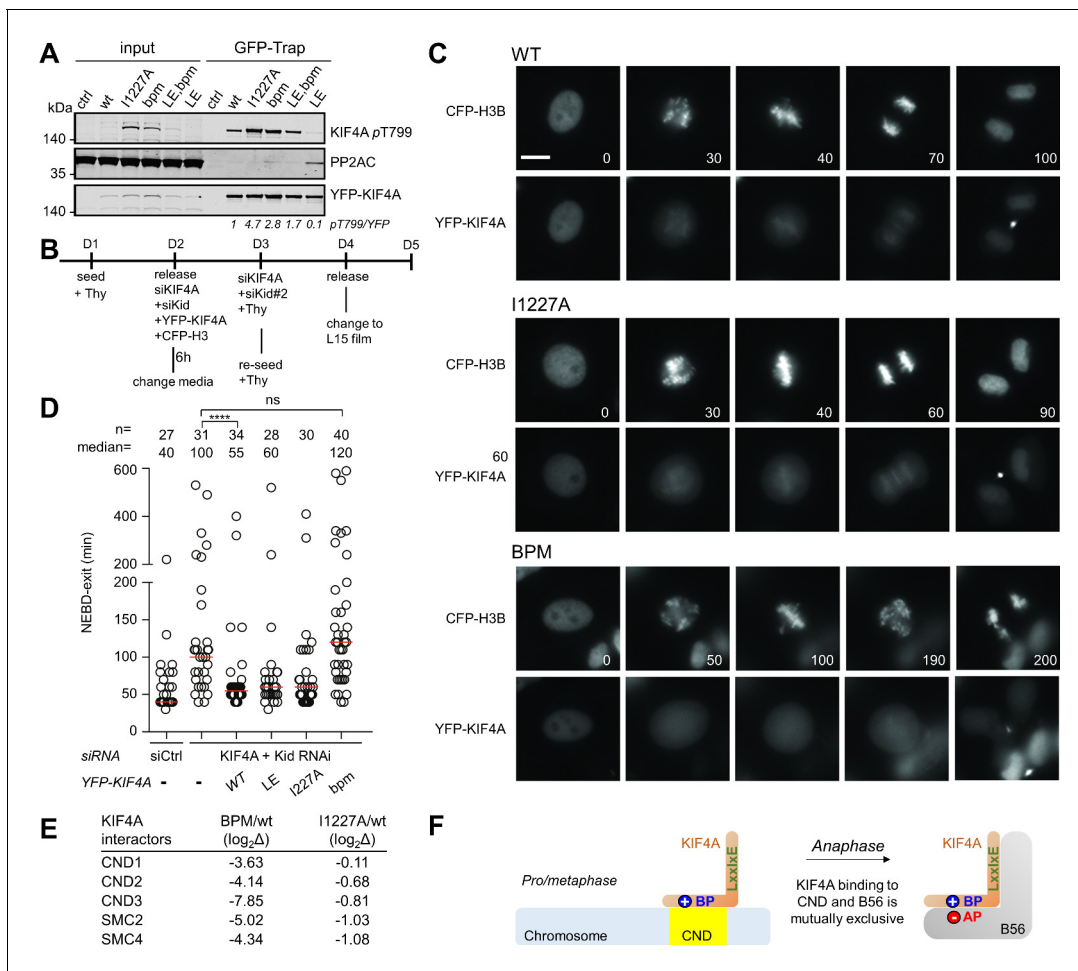 A
input
GFP-Trap
ctrl
wt
I1227A
bpm
LE,bpm
LE
ctrl
wt
I1227A
bpm
LE,bpm
LE
kDa
140
KIF4A pT799
35
PP2AC
140
YFP-KIF4A
1 4.7 2.8 1.7 0.1 pT799/YFP
B
D1 D2 D3 D4 D5
seed
+ Thy
release
siKIF4A
+siKid
+YFP-KIF4A
+CFP-H3
6h
change media
siKIF4A
+siKid#2
+Thy
re-seed
+Thy
release
change to
L15 film
C
WT
CFP-H3B
0 30 40 70 100
YFP-KIF4A
I1227A
CFP-H3B
0 30 40 60 90
60
YFP-KIF4A
BPM
CFP-H3B
0 50 100 190 200
YFP-KIF4A
D
ns
****
n= 27 31 34 28 30 40
median= 40 100 55 60 120
NEBD-exit (min)
600
400
200
200
150
100
50
0
siRNA siCtrl KIF4A + Kid RNAi
YFP-KIF4A - - WT LE I1227A bpm
E
KIF4A interactors BPM/wt (log₂Δ) I1227A/wt (log₂Δ)
CND1 -3.63 -0.11
CND2 -4.14 -0.68
CND3 -7.85 -0.81
SMC2 -5.02 -1.03
SMC4 -4.34 -1.08
F
KIF4A
LxxIxE
Pro/metaphase
+ BP
Chromosome
CND
Anaphase
KIF4A binding to
CND and B56 is
mutually exclusive
KIF4A
LxxIxE
+ BP
- AP
B56